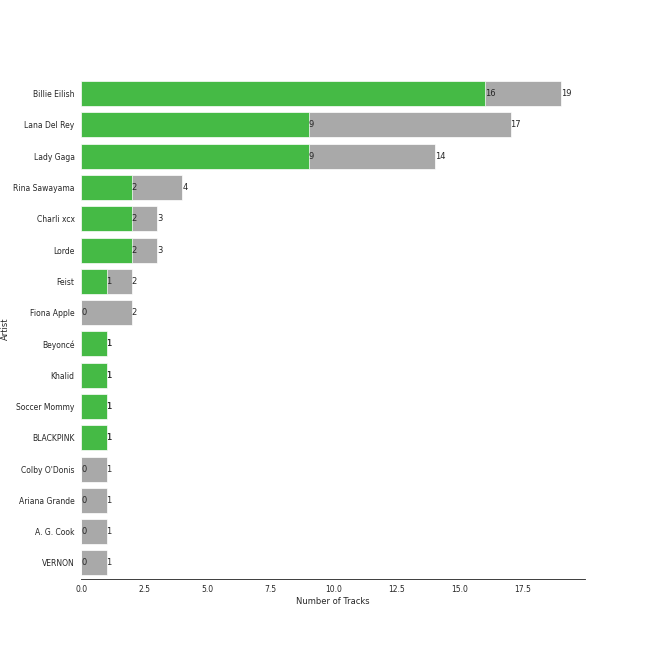 Billie Eilish 16 19
Lana Del Rey 9 17
Lady Gaga 9 14
Rina Sawayama 2 4
Charli xcx 2 3
Lorde 2 3
Feist 1 2
Fiona Apple 0 2
Beyoncé 1
Khalid 1
Soccer Mommy 1
BLACKPINK 1
Colby O'Donis 0 1
Ariana Grande 0 1
A. G. Cook 0 1
VERNON 0 1
Artist
0.0 2.5 5.0 7.5 10.0 12.5 15.0 17.5
Number of Tracks